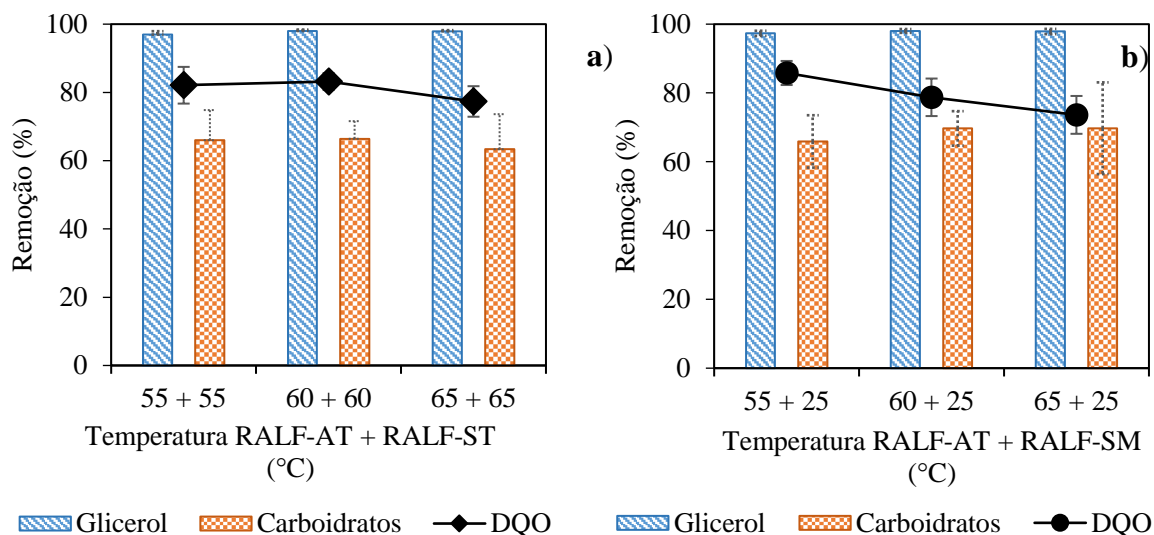 a)
Remoção (%)
100
80
60
40
20
0
55 + 55 60 + 60 65 + 65
Temperatura RALF-AT + RALF-ST
(°C)
Glicerol Carboidratos DQO
b)
Remoção (%)
100
80
60
40
20
0
55 + 25 60 + 25 65 + 25
Temperatura RALF-AT + RALF-SM
(°C)
Glicerol Carboidratos DQO